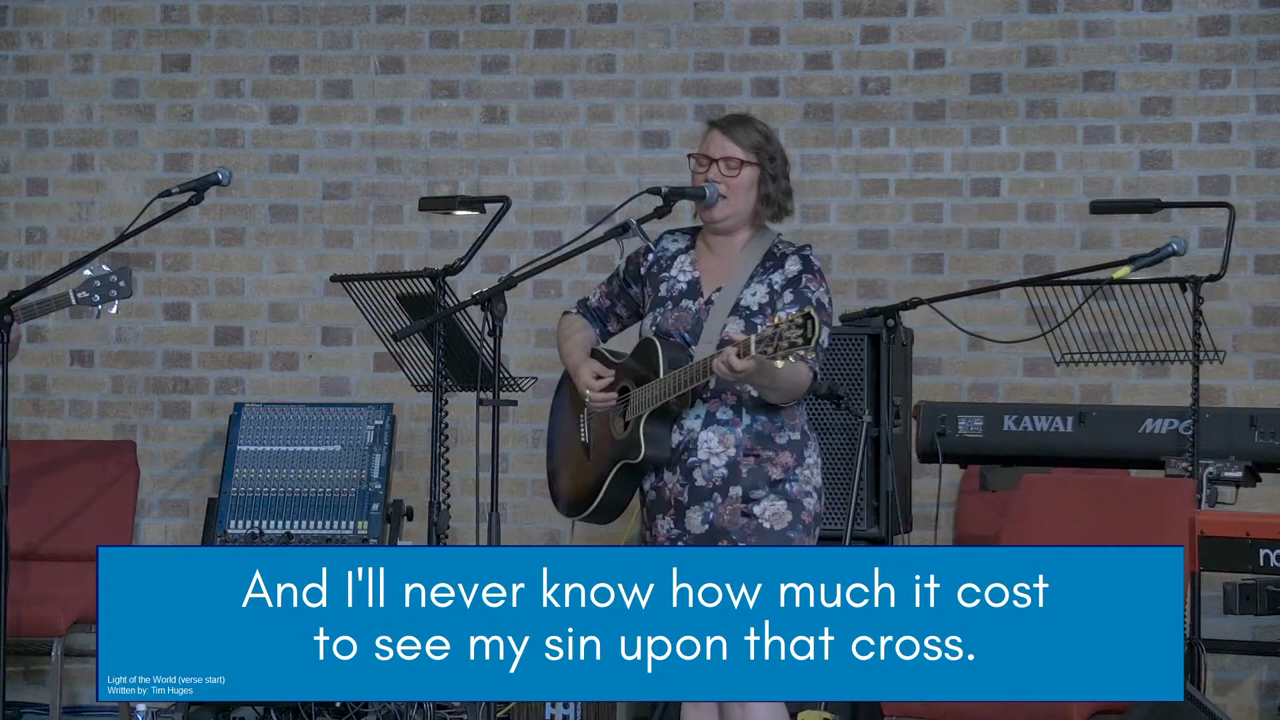 KAWAI MP6
And I'll never know how much it cost
to see my sin upon that cross.
Light of the World (verse start)
Written by: Tim Huges